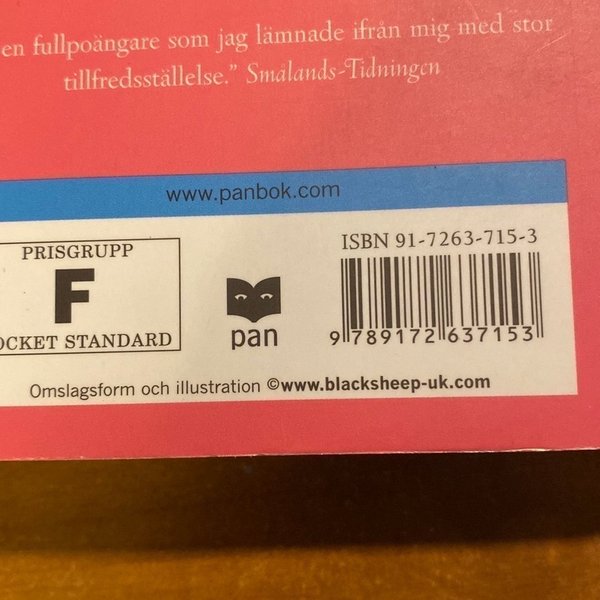 en fullpoängare som jag lämnade ifrån mig med stor
tillfredsställelse.” Smålands-Tidningen
www.panbok.com
PRISGRUPP
F
OCKET STANDARD
pan
ISBN 91-7263-715-3
9 789172 637153
Omslagsform och illustration ©www.blacksheep-uk.com